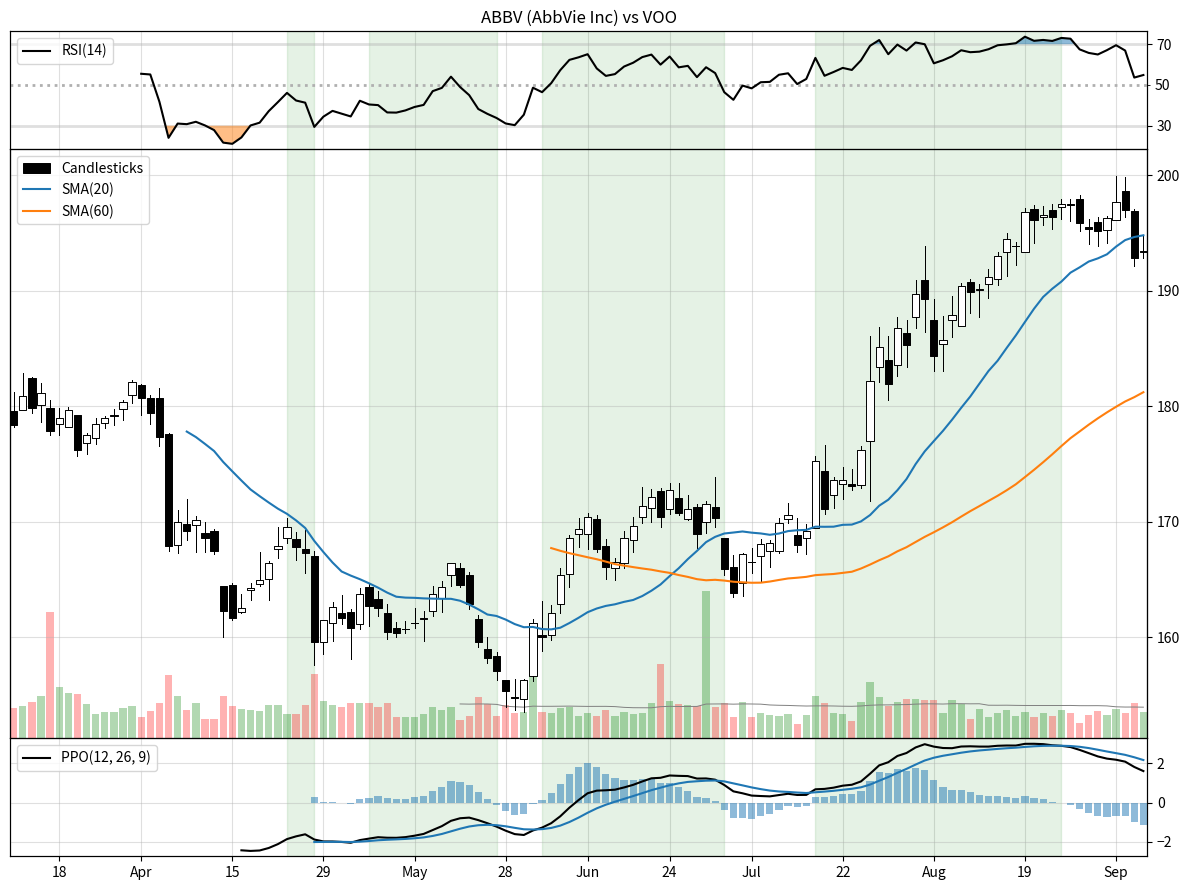 ABBV (AbbVie Inc) vs VOO
RSI(14)
70
50
30
Candlesticks
SMA(20)
SMA(60)
200
190
180
170
160
PPO(12, 26, 9)
2
0
−2
18 Apr 15 29 May 28 Jun 24 Jul 22 Aug 19 Sep